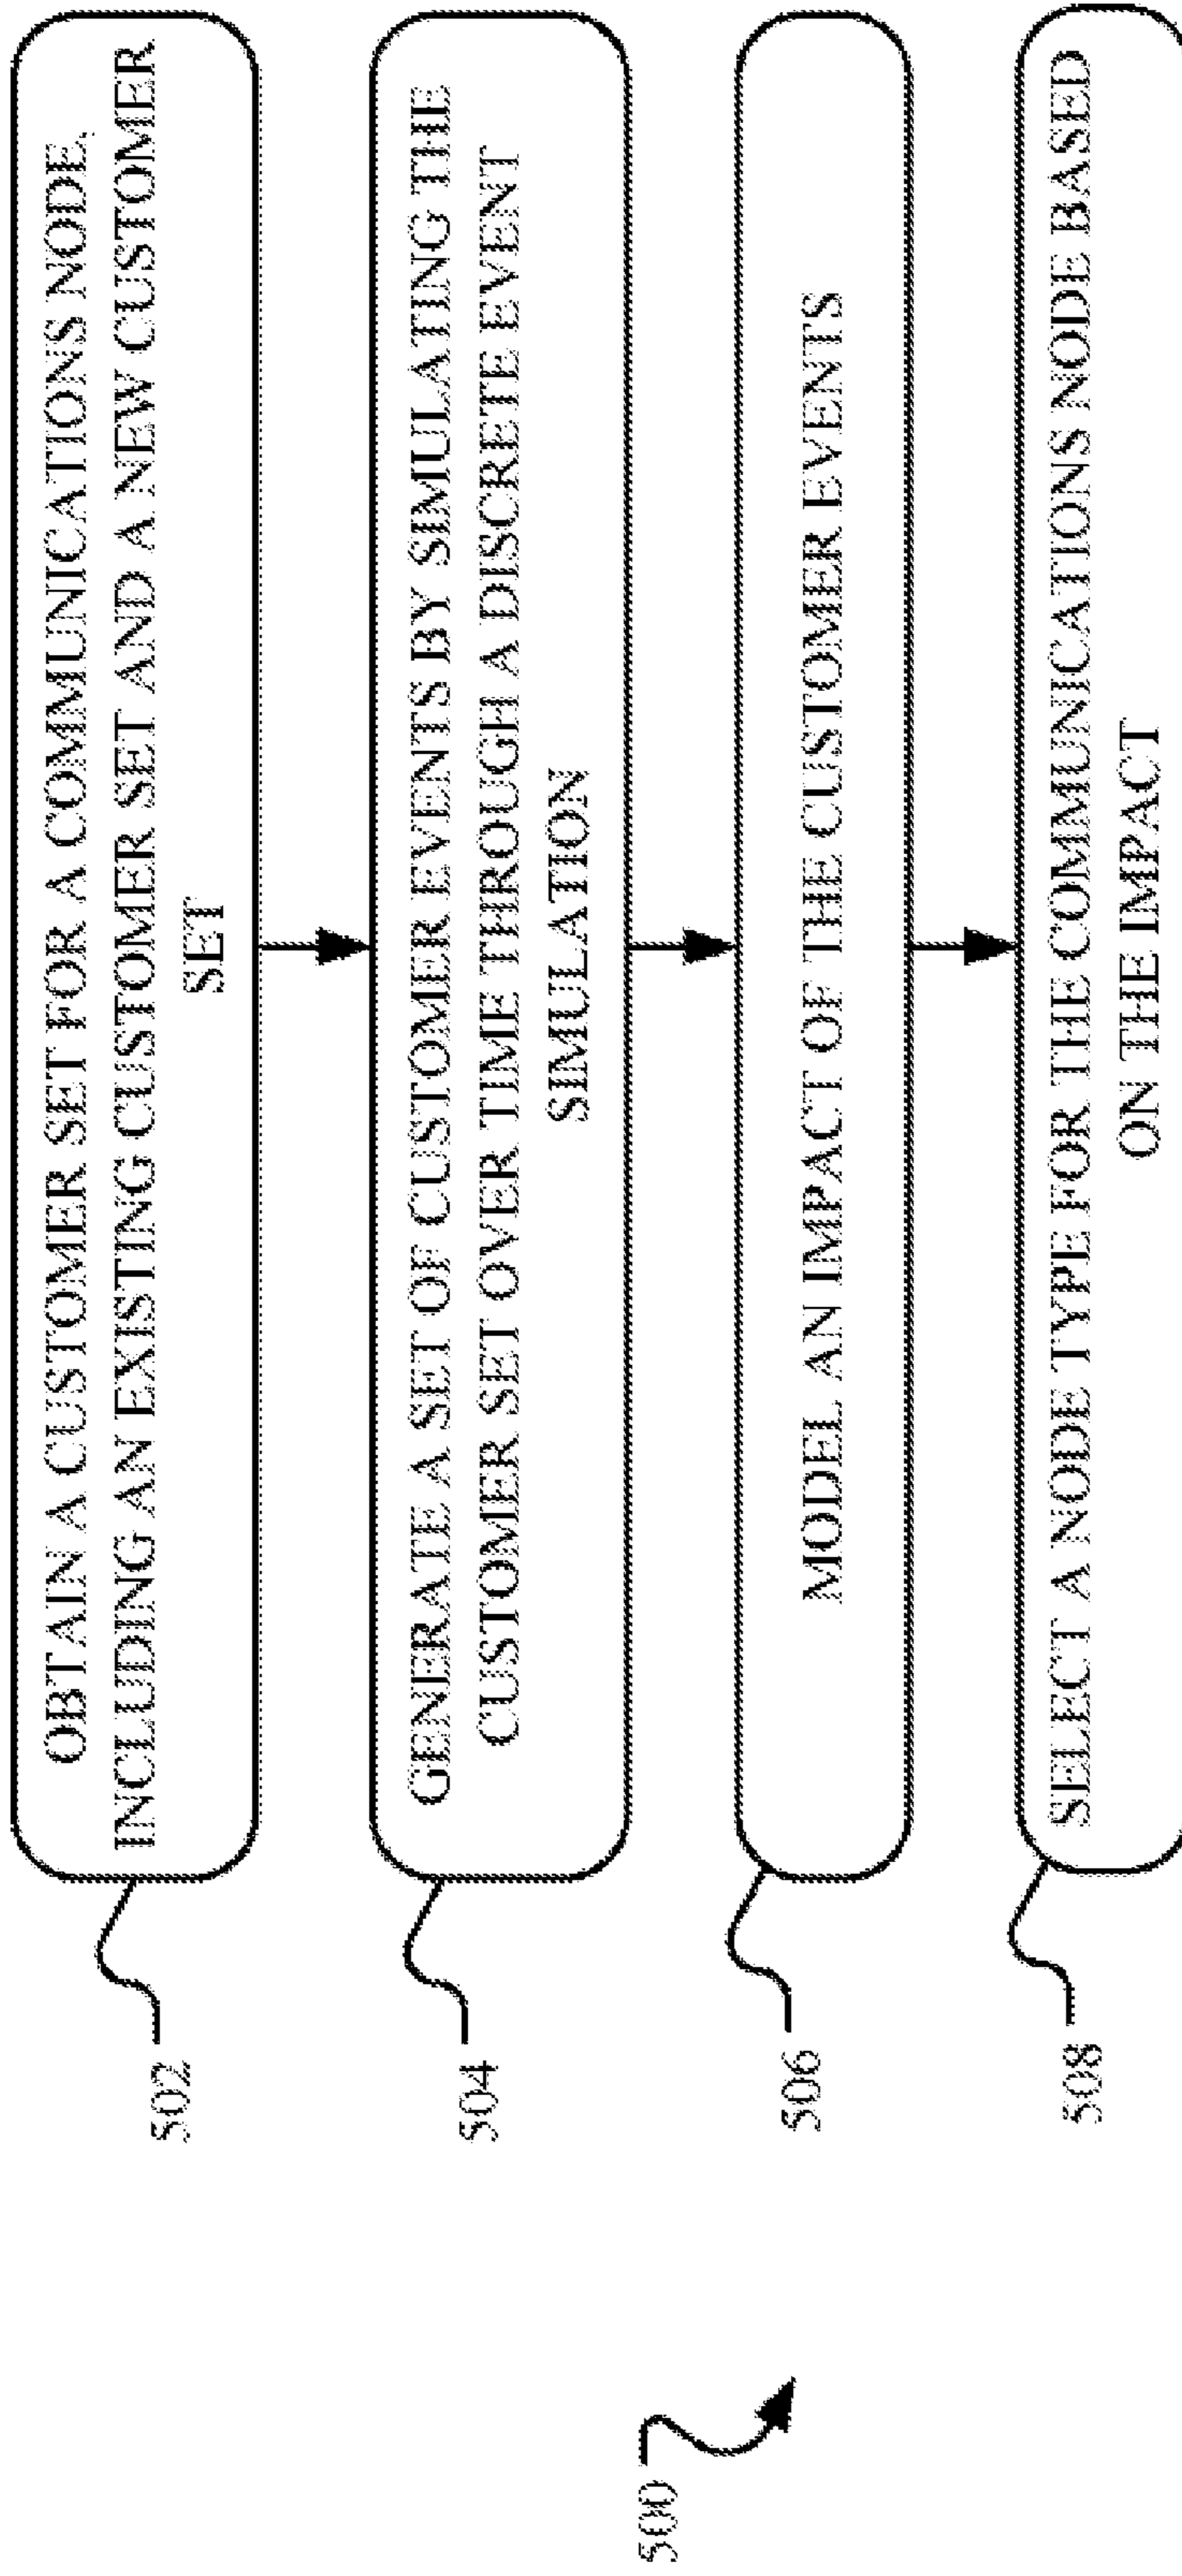 500
502
OBTAIN A CUSTOMER SET FOR A COMMUNICATIONS NODE,
INCLUDING AN EXISTING CUSTOMER SET AND A NEW CUSTOMER
SET
504
GENERATE A SET OF CUSTOMER EVENTS BY SIMULATING THE
CUSTOMER SET OVER TIME THROUGH A DISCRETE EVENT
SIMULATION
506
MODEL AN IMPACT OF THE CUSTOMER EVENTS
508
SELECT A NODE TYPE FOR THE COMMUNICATIONS NODE BASED
ON THE IMPACT